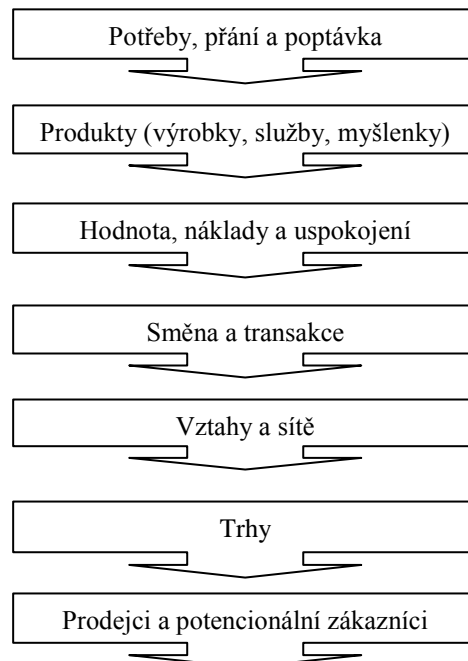 Potřeby, přání a poptávka
Produkty (výrobky, služby, myšlenky)
Hodnota, náklady a uspokojení
Směna a transakce
Vztahy a sítě
Trhy
Prodejci a potencionální zákazníci